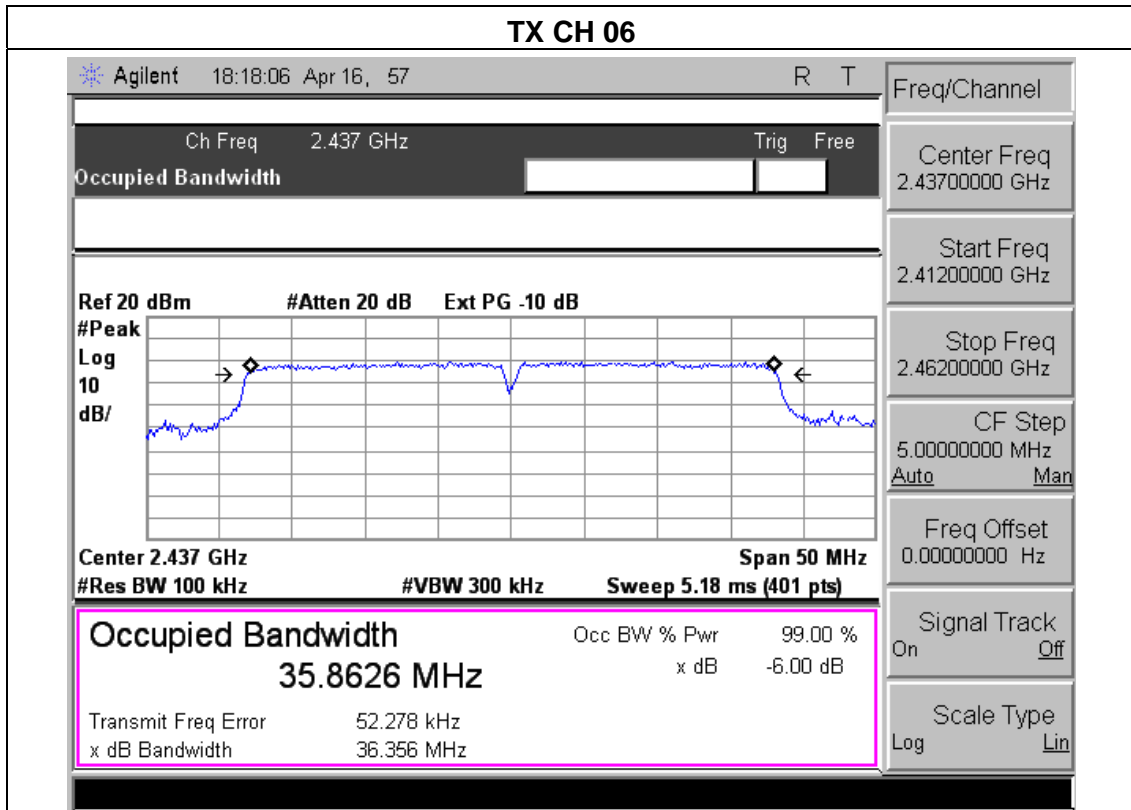 TX CH 06
Agilent 18:18:06 Apr 16, 57 R T
Ch Freq 2.437 GHz Trig Free
Occupied Bandwidth
Ref 20 dBm #Atten 20 dB Ext PG -10 dB
#Peak
Log
10
dB/
Center 2.437 GHz Span 50 MHz
#Res BW 100 kHz #VBW 300 kHz Sweep 5.18 ms (401 pts)
Occupied Bandwidth
35.8626 MHz
Occ BW % Pwr 99.00 %
x dB -6.00 dB
Transmit Freq Error 52.278 kHz
x dB Bandwidth 36.356 MHz
Freq/Channel
Center Freq
2.43700000 GHz
Start Freq
2.41200000 GHz
Stop Freq
2.46200000 GHz
CF Step
5.00000000 MHz
Auto Man
Freq Offset
0.00000000 Hz
Signal Track
On Off
Scale Type
Log Lin